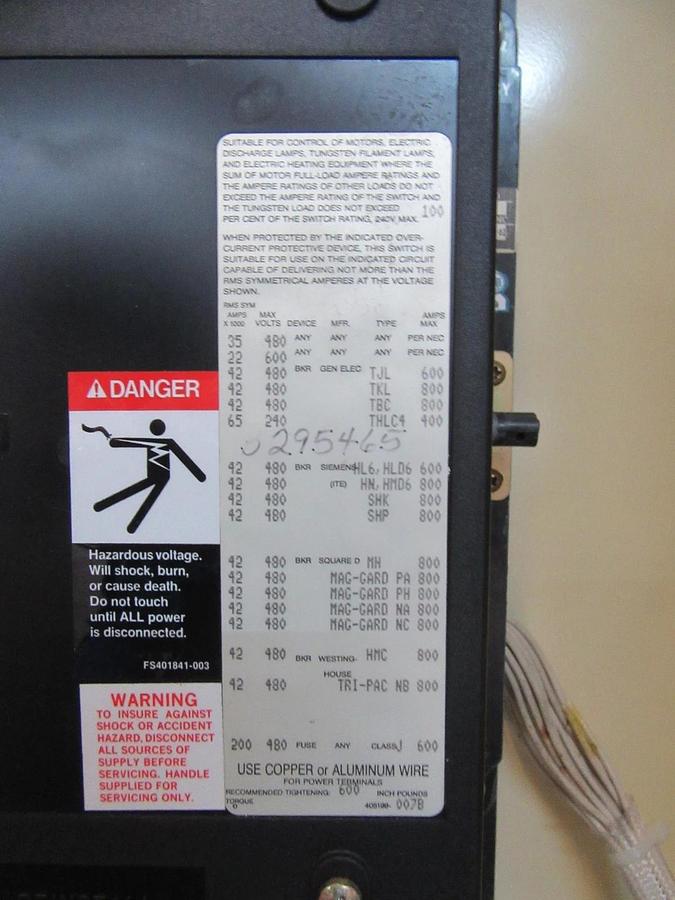 SUITABLE FOR CONTROL OF MOTORS, ELECTRIC
DISCHARGE LAMPS, TUNGSTEN FILAMENT LAMPS,
AND ELECTRIC HEATING EQUIPMENT WHERE THE
SUM OF MOTOR FULL-LOAD AMPERE RATINGS AND
THE AMPERE RATINGS OF OTHER LOADS DO NOT
EXCEED THE AMPERE RATING OF THE SWITCH AND
THE TUNGSTEN LOAD DOES NOT EXCEED 100
PER CENT OF THE SWITCH RATING, 240V MAX.
WHEN PROTECTED BY THE INDICATED OVER-
CURRENT PROTECTIVE DEVICE, THIS SWITCH IS
SUITABLE FOR USE ON THE INDICATED CIRCUIT
CAPABLE OF DELIVERING NOT MORE THAN THE
RMS SYMMETRICAL AMPERES AT THE VOLTAGE
SHOWN.
RMS SYM
AMPS MAX AMPS
X 1000 VOLTS DEVICE MFR. TYPE MAX
35 480 ANY ANY ANY PER NEC
22 600 ANY ANY ANY PER NEC
42 480 BKR GEN ELEC TJL 600
42 480 TKL 800
42 480 TBC 800
65 240 THLC4 400
295465
42 480 BKR SIEMENS HL6, HLD6 600
42 480 (ITE) HN, HMD6 800
42 480 SHK 800
42 480 SHP 800
42 480 BKR SQUARE D MH 800
42 480 MAG-GARD PA 800
42 480 MAG-GARD PH 800
42 480 MAG-GARD NA 800
42 480 MAG-GARD NC 800
42 480 BKR WESTING- HMC 800
HOUSE
42 480 TRI-PAC NB 800
200 480 FUSE ANY CLASS J 600
USE COPPER or ALUMINUM WIRE
FOR POWER TERMINALS
RECOMMENDED TIGHTENING 600 INCH POUNDS
TORQUE
408199- 007B
DANGER
Hazardous voltage.
Will shock, burn,
or cause death.
Do not touch
until ALL power
is disconnected.
FS401841-003
WARNING
TO INSURE AGAINST
SHOCK OR ACCIDENT
HAZARD, DISCONNECT
ALL SOURCES OF
SUPPLY BEFORE
SERVICING. HANDLE
SUPPLIED FOR
SERVICING ONLY.